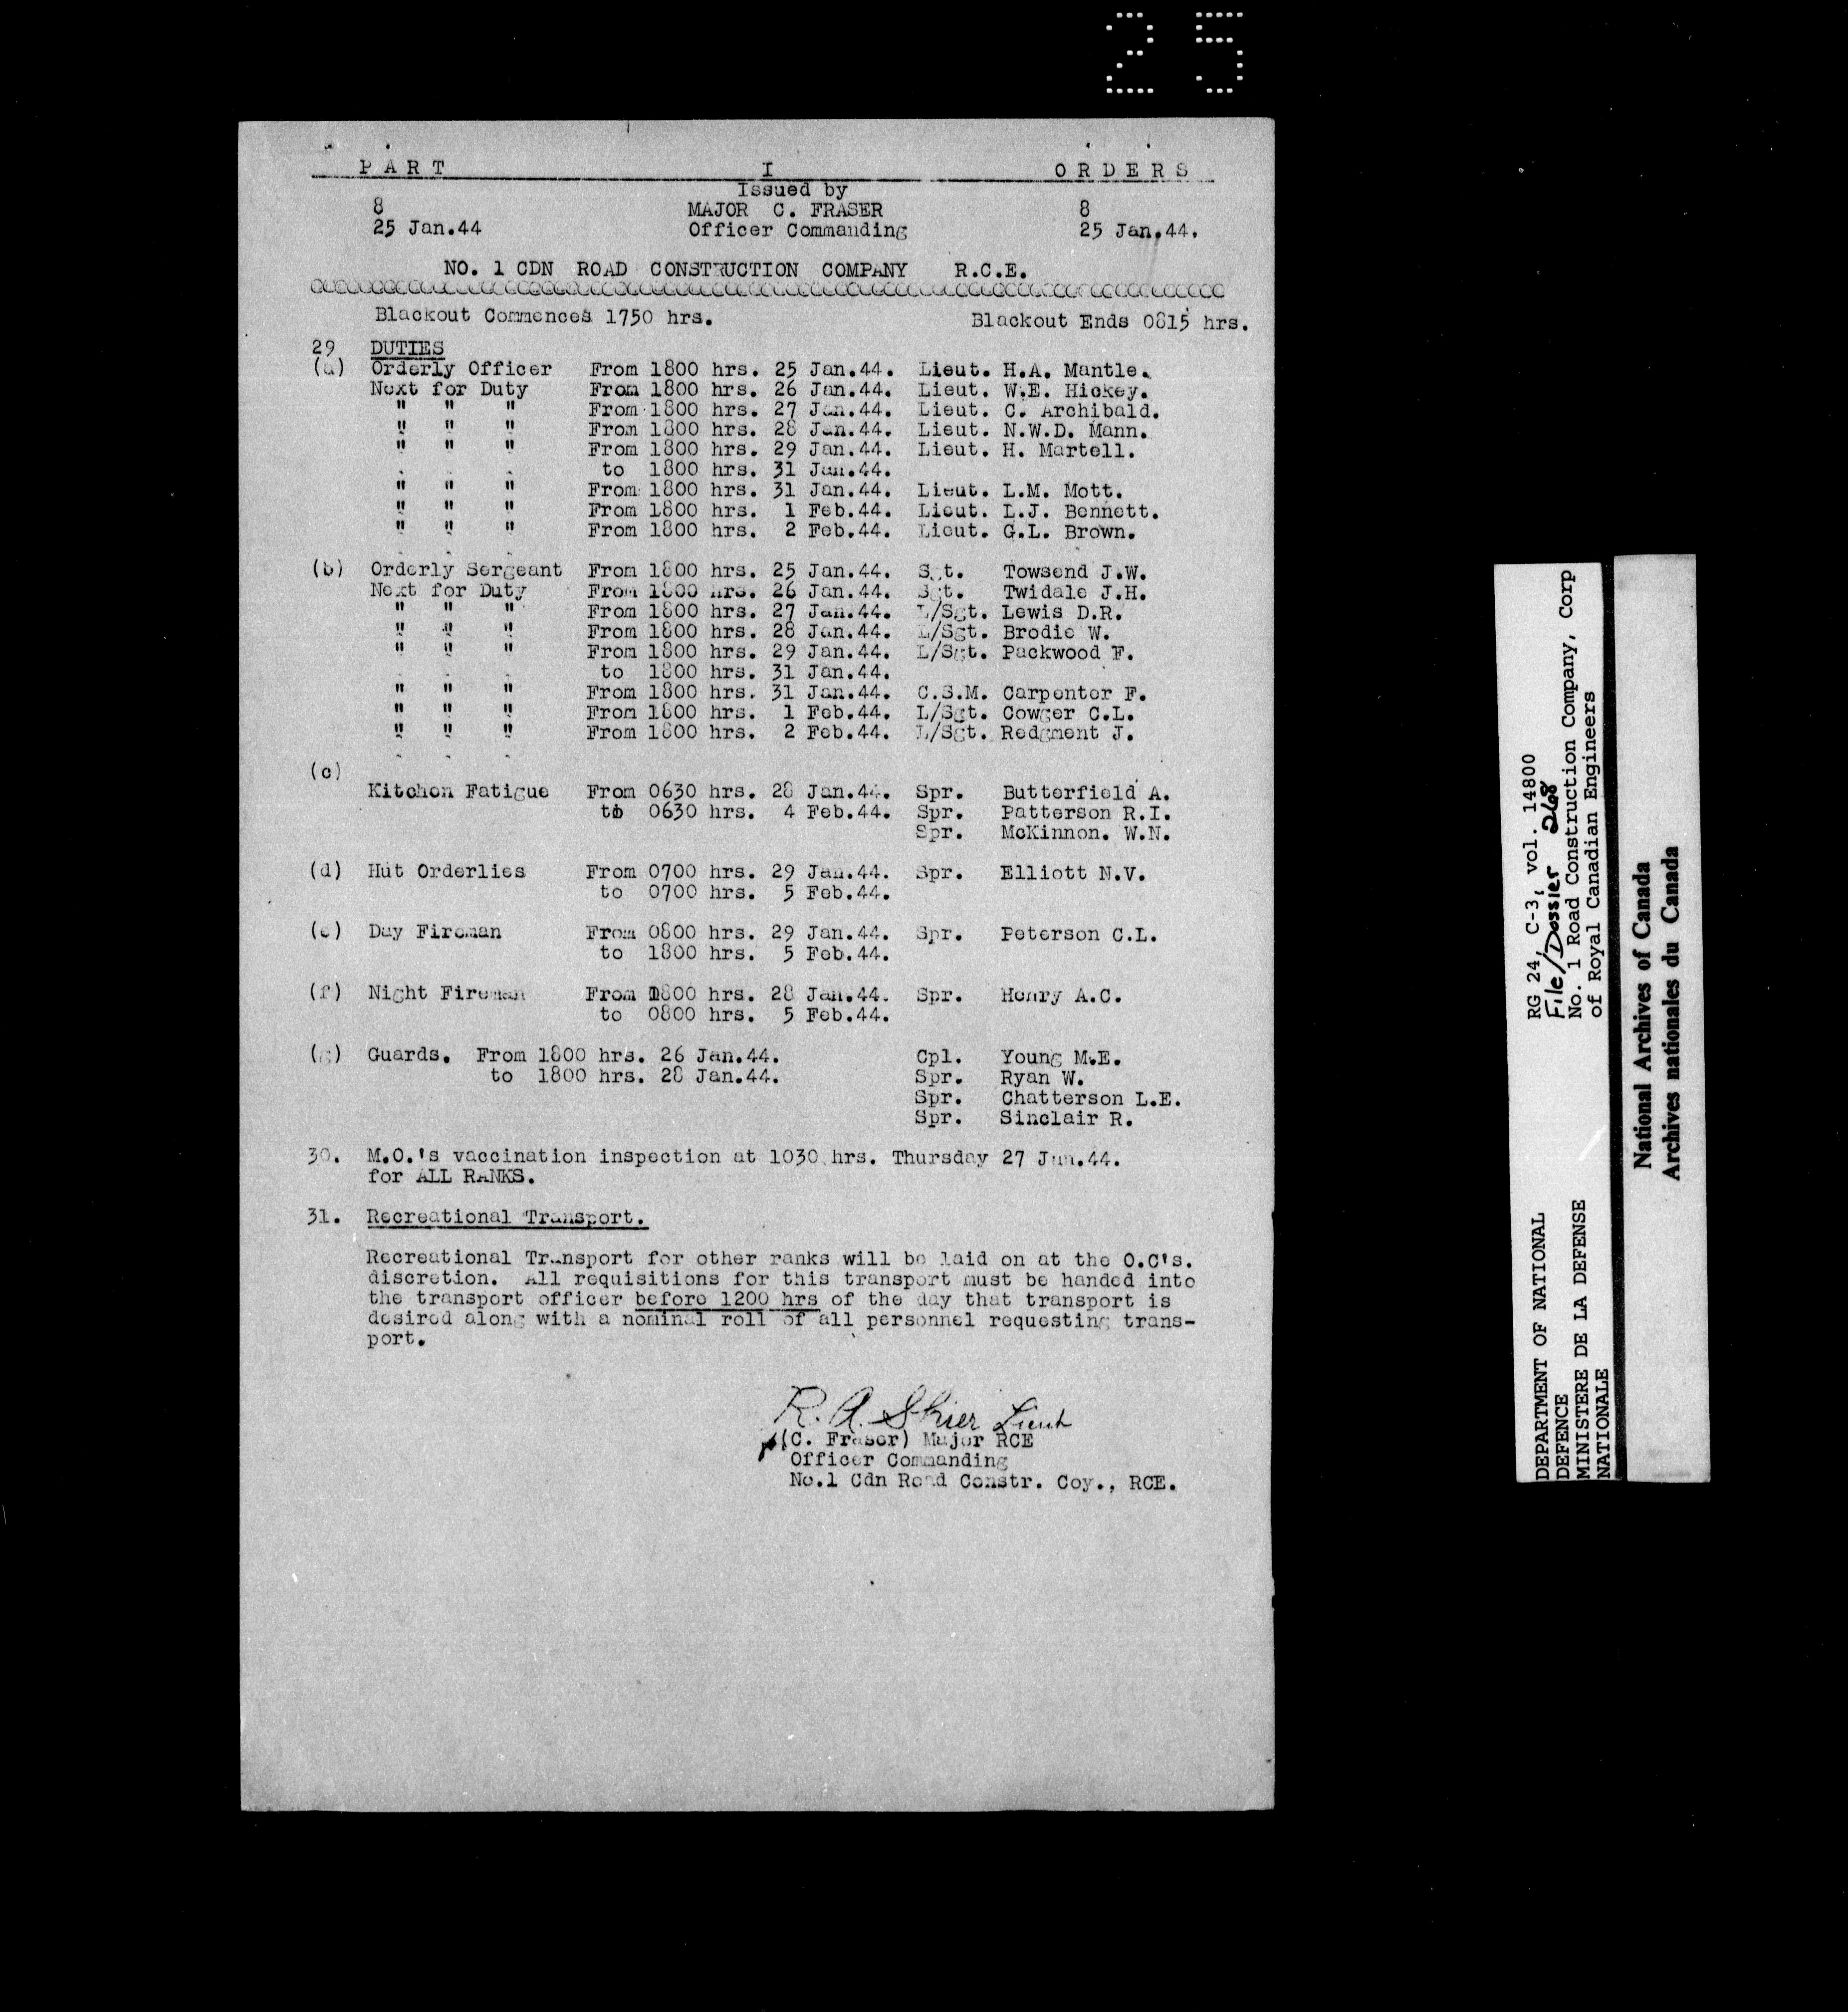 25
PART I ORDERS
Issued by
8 MAJOR C. FRASER 8
25 Jan.44 Officer Commanding 25 Jan.44.
NO. 1 CDN ROAD CONSTRUCTION COMPANY R.C.E.
Blackout Commences 1750 hrs. Blackout Ends 0815 hrs.
29 DUTIES
(a) Orderly Officer From 1800 hrs. 25 Jan.44. Lieut. H.A. Mantle.
Next for Duty From 1800 hrs. 26 Jan.44. Lieut. W.E. Hickey.
" " " From 1800 hrs. 27 Jan.44. Lieut. C. Archibald.
" " " From 1800 hrs. 28 Jan.44. Lieut. N.W.D. Mann.
" " " From 1800 hrs. 29 Jan.44. Lieut. H. Martell.
to 1800 hrs. 31 Jan.44.
" " " From 1800 hrs. 31 Jan.44. Lieut. L.M. Mott.
" " " From 1800 hrs. 1 Feb.44. Lieut. L.J. Bennett.
" " " From 1800 hrs. 2 Feb.44. Lieut. G.L. Brown.
(b) Orderly Sergeant From 1800 hrs. 25 Jan.44. Sgt. Towsend J.W.
Next for Duty From 1800 hrs. 26 Jan.44. Sgt. Twidale J.H.
" " " From 1800 hrs. 27 Jan.44. L/Sgt. Lewis D.R.
" " " From 1800 hrs. 28 Jan.44. L/Sgt. Brodie W.
" " " From 1800 hrs. 29 Jan.44. L/Sgt. Packwood F.
to 1800 hrs. 31 Jan.44.
" " " From 1800 hrs. 31 Jan.44. C.S.M. Carpenter F.
" " " From 1800 hrs. 1 Feb.44. L/Sgt. Cowger C.L.
" " " From 1800 hrs. 2 Feb.44. L/Sgt. Redgment J.
(c)
Kitchen Fatigue From 0630 hrs. 28 Jan.44. Spr. Butterfield A.
to 0630 hrs. 4 Feb.44. Spr. Patterson R.I.
Spr. McKinnon. W.N.
(d) Hut Orderlies From 0700 hrs. 29 Jan.44. Spr. Elliott N.V.
to 0700 hrs. 5 Feb.44.
(e) Day Fireman From 0800 hrs. 29 Jan.44. Spr. Peterson C.L.
to 1800 hrs. 5 Feb.44.
(f) Night Fireman From 1800 hrs. 28 Jan.44. Spr. Henry A.C.
to 0800 hrs. 5 Feb.44.
(g) Guards. From 1800 hrs. 26 Jan.44. Cpl. Young M.E.
to 1800 hrs. 28 Jan.44. Spr. Ryan W.
Spr. Chatterson L.E.
Spr. Sinclair R.
30. M.O.'s vaccination inspection at 1030 hrs. Thursday 27 Jan.44.
for ALL RANKS.
31. Recreational Transport.
Recreational Transport for other ranks will be laid on at the O.C's.
discretion. All requisitions for this transport must be handed into
the transport officer before 1200 hrs of the day that transport is
desired along with a nominal roll of all personnel requesting trans-
port.
R. A. Skier Lieut
(C. Fraser) Major RCE
Officer Commanding
No.1 Cdn Road Constr. Coy., RCE.
DEPARTMENT OF NATIONAL
DEFENCE
MINISTERE DE LA DEFENSE
NATIONALE
RG 24, C-3, vol. 14800
File/Dossier 268
No. 1 Road Construction Company, Corp
of Royal Canadian Engineers
National Archives of Canada
Archives nationales du Canada